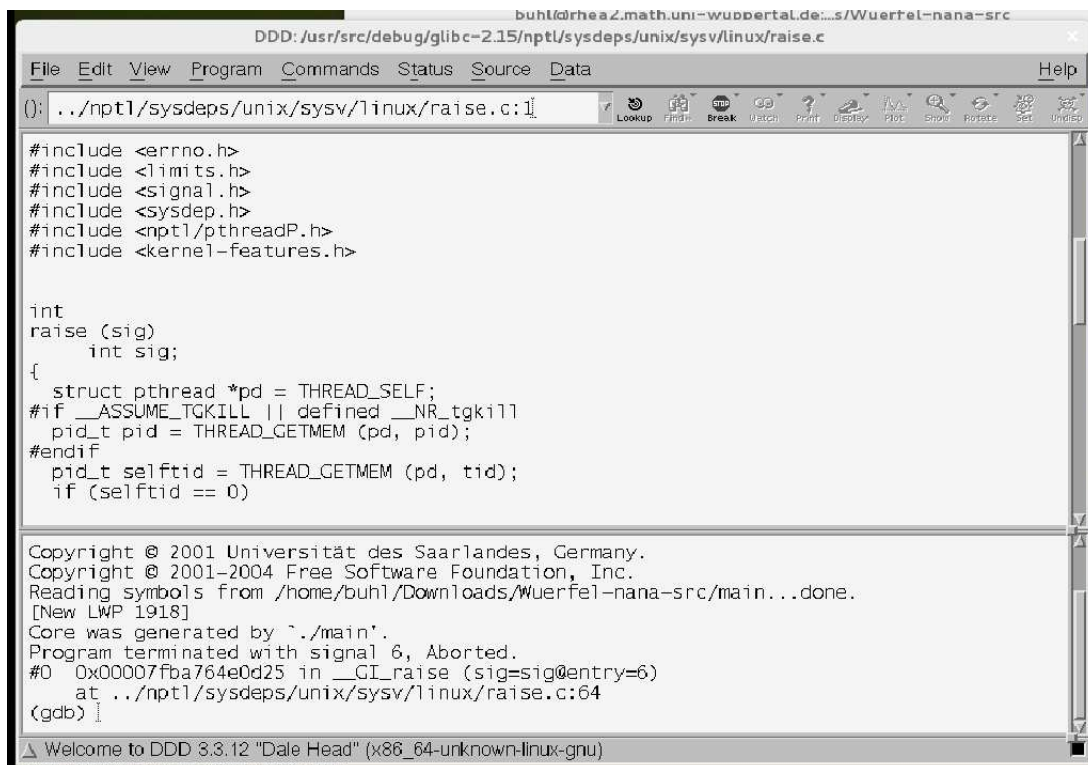 buhl@rhea2.math.uni-wuppertal.de:...s/Wuerfel-nana-src
DDD: /usr/src/debug/glibc-2.15/nptl/sysdeps/unix/sysv/linux/raise.c
File Edit View Program Commands Status Source Data Help
(): ../nptl/sysdeps/unix/sysv/linux/raise.c:1
Lookup Find» Break Watch Print Display Plot Show Rotate Set Undisp
#include <errno.h>
#include <limits.h>
#include <signal.h>
#include <sysdep.h>
#include <nptl/pthreadP.h>
#include <kernel-features.h>
int
raise (sig)
int sig;
{
struct pthread *pd = THREAD_SELF;
#if __ASSUME_TGKILL || defined __NR_tgkill
pid_t pid = THREAD_GETMEM (pd, pid);
#endif
pid_t selftid = THREAD_GETMEM (pd, tid);
if (selftid == 0)
Copyright © 2001 Universität des Saarlandes, Germany.
Copyright © 2001-2004 Free Software Foundation, Inc.
Reading symbols from /home/buhl/Downloads/Wuerfel-nana-src/main...done.
[New LWP 1918]
Core was generated by `./main'.
Program terminated with signal 6, Aborted.
#0 0x00007fba764e0d25 in __GI_raise (sig=sig@entry=6)
at ../nptl/sysdeps/unix/sysv/linux/raise.c:64
(gdb)
Welcome to DDD 3.3.12 "Dale Head" (x86_64-unknown-linux-gnu)